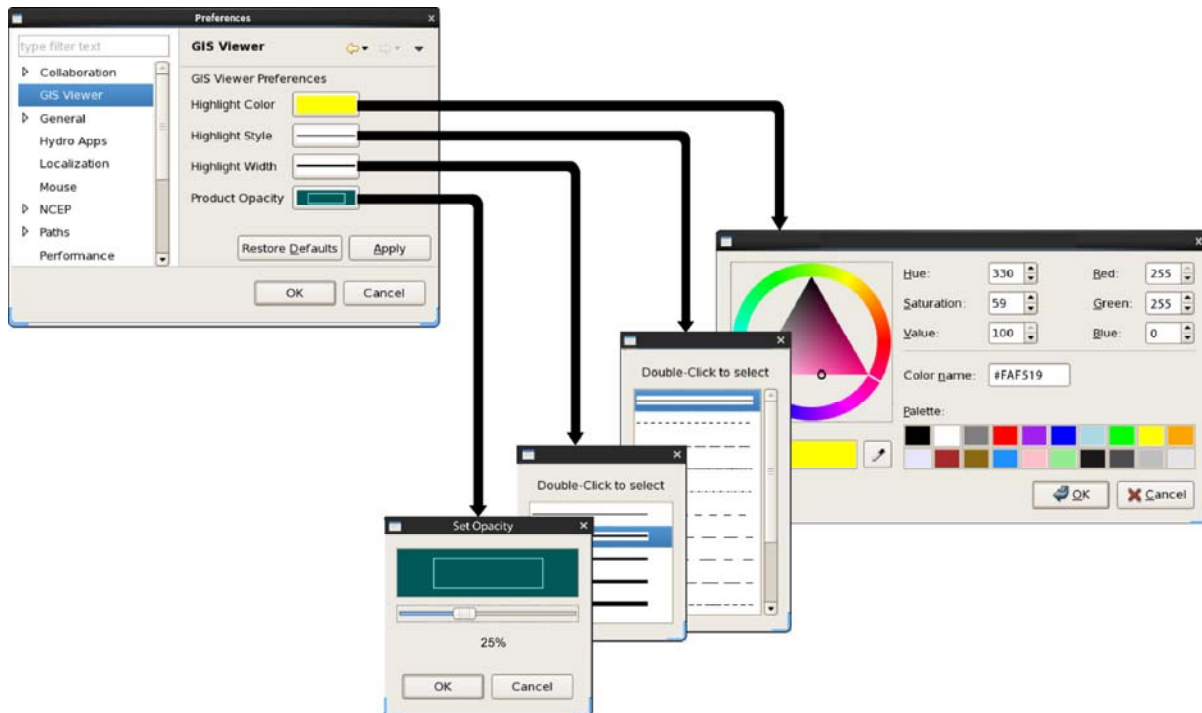 Preferences
type filter text
Collaboration
GIS Viewer
General
Hydro Apps
Localization
Mouse
NCEP
Paths
Performance
GIS Viewer
GIS Viewer Preferences
Highlight Color
Highlight Style
Highlight Width
Product Opacity
Restore Defaults
Apply
OK
Cancel
Hue: 330
Red: 255
Saturation: 59
Green: 255
Value: 100
Blue: 0
Color name: #FAF519
Palette:
OK
Cancel
Double-Click to select
Double-Click to select
Set Opacity
25%
OK
Cancel